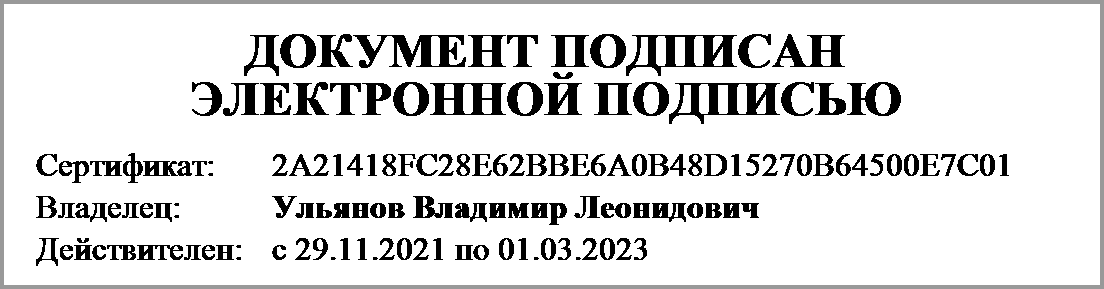 ДОКУМЕНТ ПОДПИСАН
ЭЛЕКТРОННОЙ ПОДПИСЬЮ
Сертификат: 2A21418FC28E62BBE6A0B48D15270B64500E7C01
Владелец: Ульянов Владимир Леонидович
Действителен: с 29.11.2021 по 01.03.2023